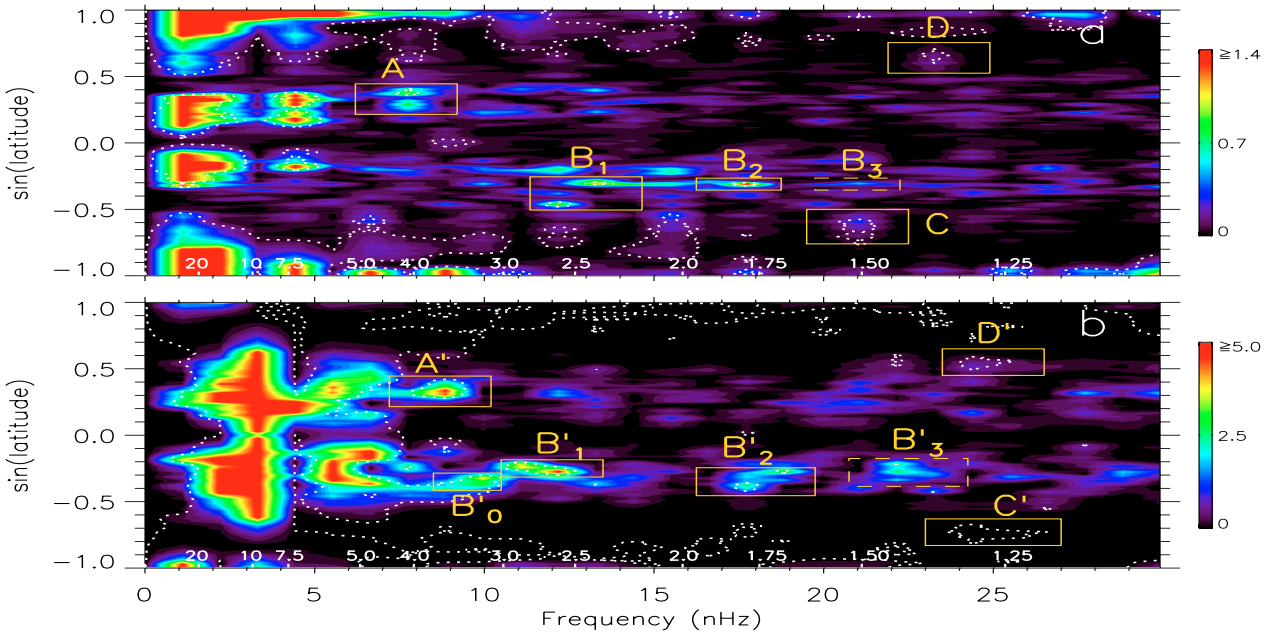 1.0
0.5
0.0
−0.5
−1.0
sin(latitude)
a
A
D
B1
B2
B3
C
20 10 7.5 5.0 4.0 3.0 2.5 2.0 1.75 1.50 1.25
≧1.4
0.7
0
1.0
0.5
0.0
−0.5
−1.0
sin(latitude)
b
A'
D'
B'1
B'2
B'3
B'0
C'
20 10 7.5 5.0 4.0 3.0 2.5 2.0 1.75 1.50 1.25
≧5.0
2.5
0
0 5 10 15 20 25
Frequency (nHz)